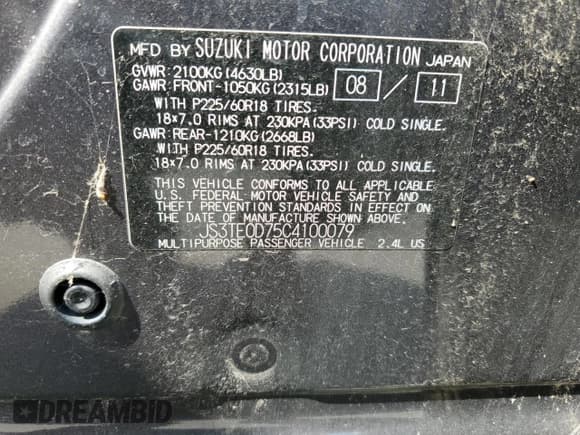 MFD BY SUZUKI MOTOR CORPORATION JAPAN
GVWR: 2100KG (4630LB)
GAWR: FRONT-1050KG (2315LB) 08 / 11
WITH P225/60R18 TIRES.
18×7.0 RIMS AT 230KPA (33PSI) COLD SINGLE.
GAWR: REAR-1210KG (2668LB)
WITH P225/60R18 TIRES.
18×7.0 RIMS AT 230KPA (33PSI) COLD SINGLE.
THIS VEHICLE CONFORMS TO ALL APPLICABLE
U.S. FEDERAL MOTOR VEHICLE SAFETY AND
THEFT PREVENTION STANDARDS IN EFFECT ON
THE DATE OF MANUFACTURE SHOWN ABOVE.
JS3TE0D75C4100079
MULTIPURPOSE PASSENGER VEHICLE 2.4L US
DREAMBID